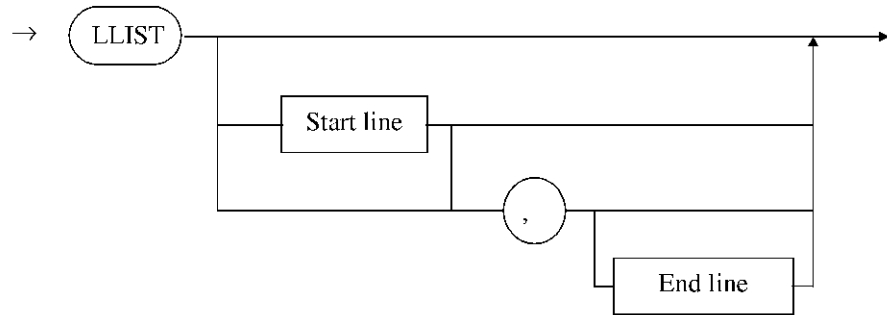 → LLIST
Start line
,
End line